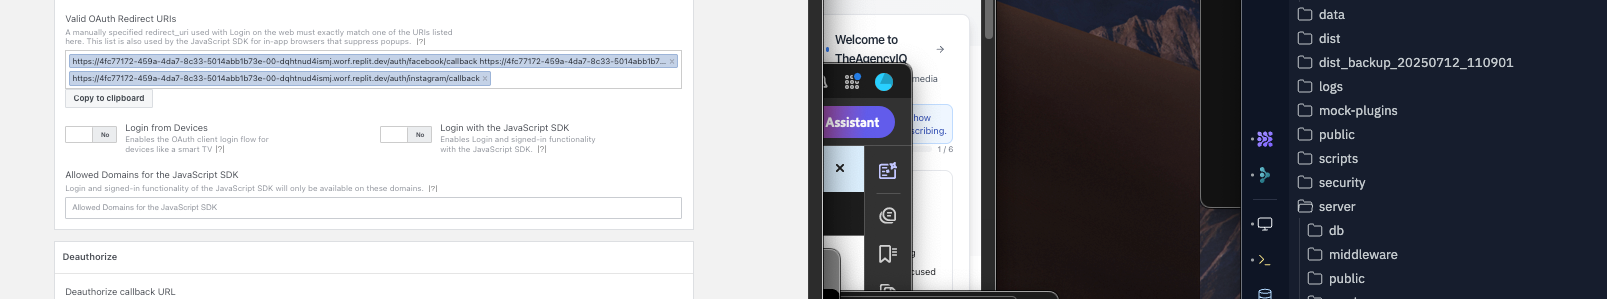 Valid OAuth Redirect URIs
A manually specified redirect_uri used with Login on the web must exactly match one of the URIs listed
here. This list is also used by the JavaScript SDK for in-app browsers that suppress popups. [?]
https://4fc77172-459a-4da7-8c33-5014abb1b73e-00-dqhtnud4ismj.worf.replit.dev/auth/facebook/callback https://4fc77172-459a-4da7-8c33-5014abb1b7... ×
https://4fc77172-459a-4da7-8c33-5014abb1b73e-00-dqhtnud4ismj.worf.replit.dev/auth/instagram/callback ×
Copy to clipboard
No
Login from Devices
Enables the OAuth client login flow for
devices like a smart TV [?]
No
Login with the JavaScript SDK
Enables Login and signed-in functionality
with the JavaScript SDK. [?]
Allowed Domains for the JavaScript SDK
Login and signed-in functionality of the JavaScript SDK will only be available on these domains. [?]
Allowed Domains for the JavaScript SDK
Deauthorize
Deauthorize callback URL
Welcome to
TheAgencyIQ
media
Assistant
how
scribing.
1 / 6
cused
data
dist
dist_backup_20250712_110901
logs
mock-plugins
public
scripts
security
server
db
middleware
public